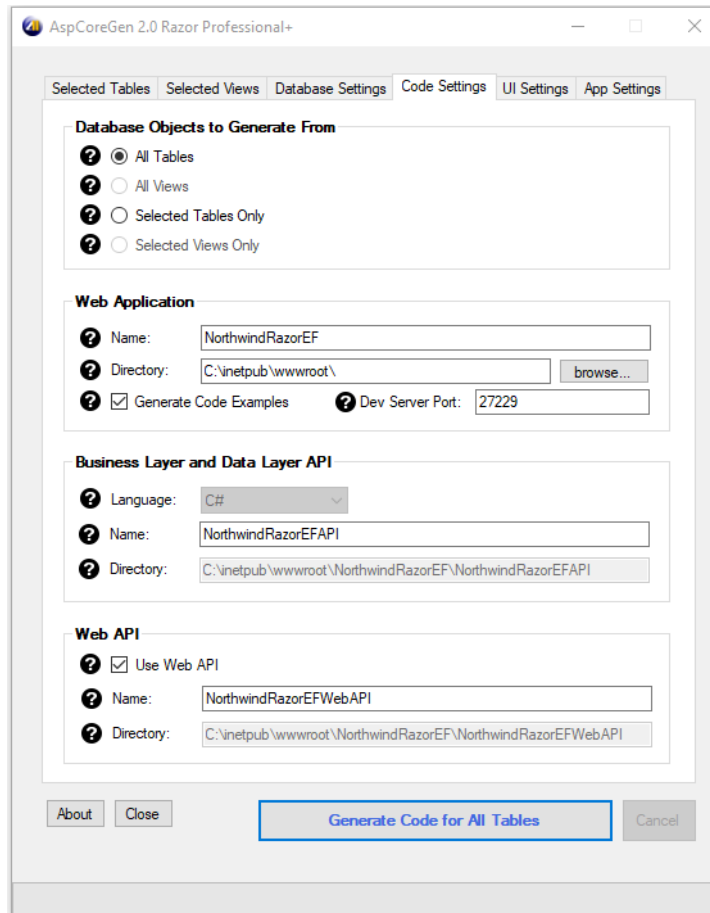 AspCoreGen 2.0 Razor Professional+
Selected Tables Selected Views Database Settings Code Settings UI Settings App Settings
Database Objects to Generate From
? All Tables
? All Views
? Selected Tables Only
? Selected Views Only
Web Application
? Name: NorthwindRazorEF
? Directory: C:\inetpub\wwwroot\ browse...
? Generate Code Examples ? Dev Server Port: 27229
Business Layer and Data Layer API
? Language: C#
? Name: NorthwindRazorEFAPI
? Directory: C:\inetpub\wwwroot\NorthwindRazorEF\NorthwindRazorEFAPI
Web API
? Use Web API
? Name: NorthwindRazorEFWebAPI
? Directory: C:\inetpub\wwwroot\NorthwindRazorEF\NorthwindRazorEFWebAPI
About Close Generate Code for All Tables Cancel